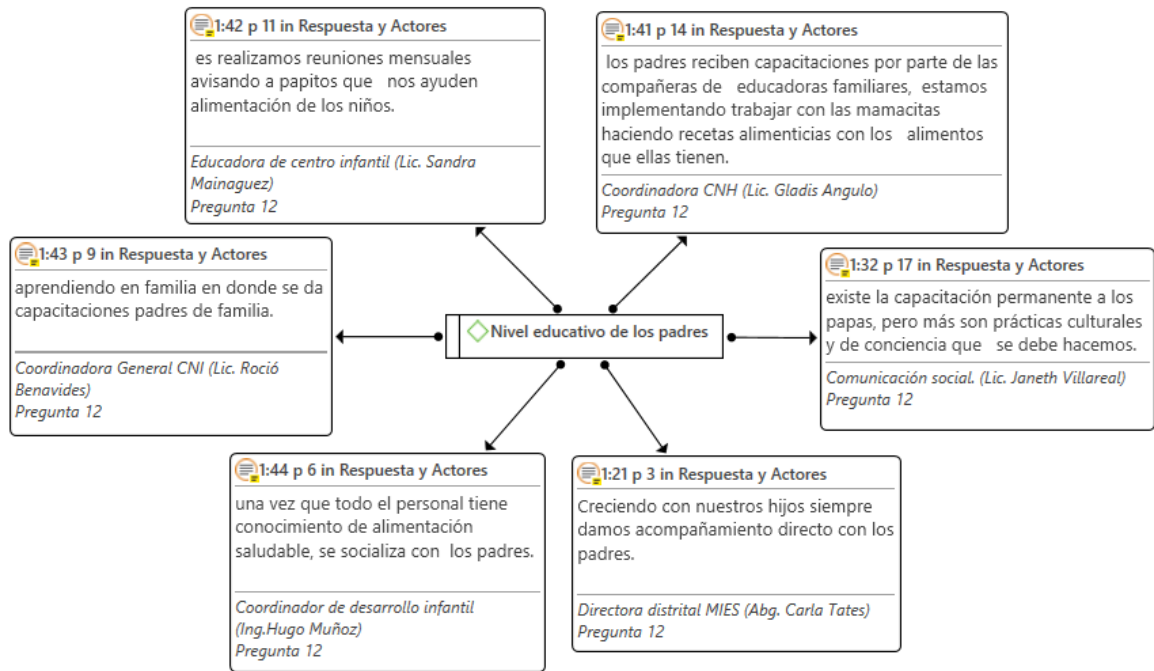 1:42 p 11 in Respuesta y Actores
es realizamos reuniones mensuales
avisando a papitos que nos ayuden
alimentación de los niños.
Educadora de centro infantil (Lic. Sandra
Mainaguez)
Pregunta 12
1:41 p 14 in Respuesta y Actores
los padres reciben capacitaciones por parte de las
compañeras de educadoras familiares, estamos
implementando trabajar con las mamacitas
haciendo recetas alimenticias con los alimentos
que ellas tienen.
Coordinadora CNH (Lic. Gladis Angulo)
Pregunta 12
1:43 p 9 in Respuesta y Actores
aprendiendo en familia en donde se da
capacitaciones padres de familia.
Coordinadora General CNI (Lic. Roció
Benavides)
Pregunta 12
Nivel educativo de los padres
1:32 p 17 in Respuesta y Actores
existe la capacitación permanente a los
papas, pero más son prácticas culturales
y de conciencia que se debe hacemos.
Comunicación social. (Lic. Janeth Villareal)
Pregunta 12
1:44 p 6 in Respuesta y Actores
una vez que todo el personal tiene
conocimiento de alimentación
saludable, se socializa con los padres.
Coordinador de desarrollo infantil
(Ing.Hugo Muñoz)
Pregunta 12
1:21 p 3 in Respuesta y Actores
Creciendo con nuestros hijos siempre
damos acompañamiento directo con los
padres.
Directora distrital MIES (Abg. Carla Tates)
Pregunta 12